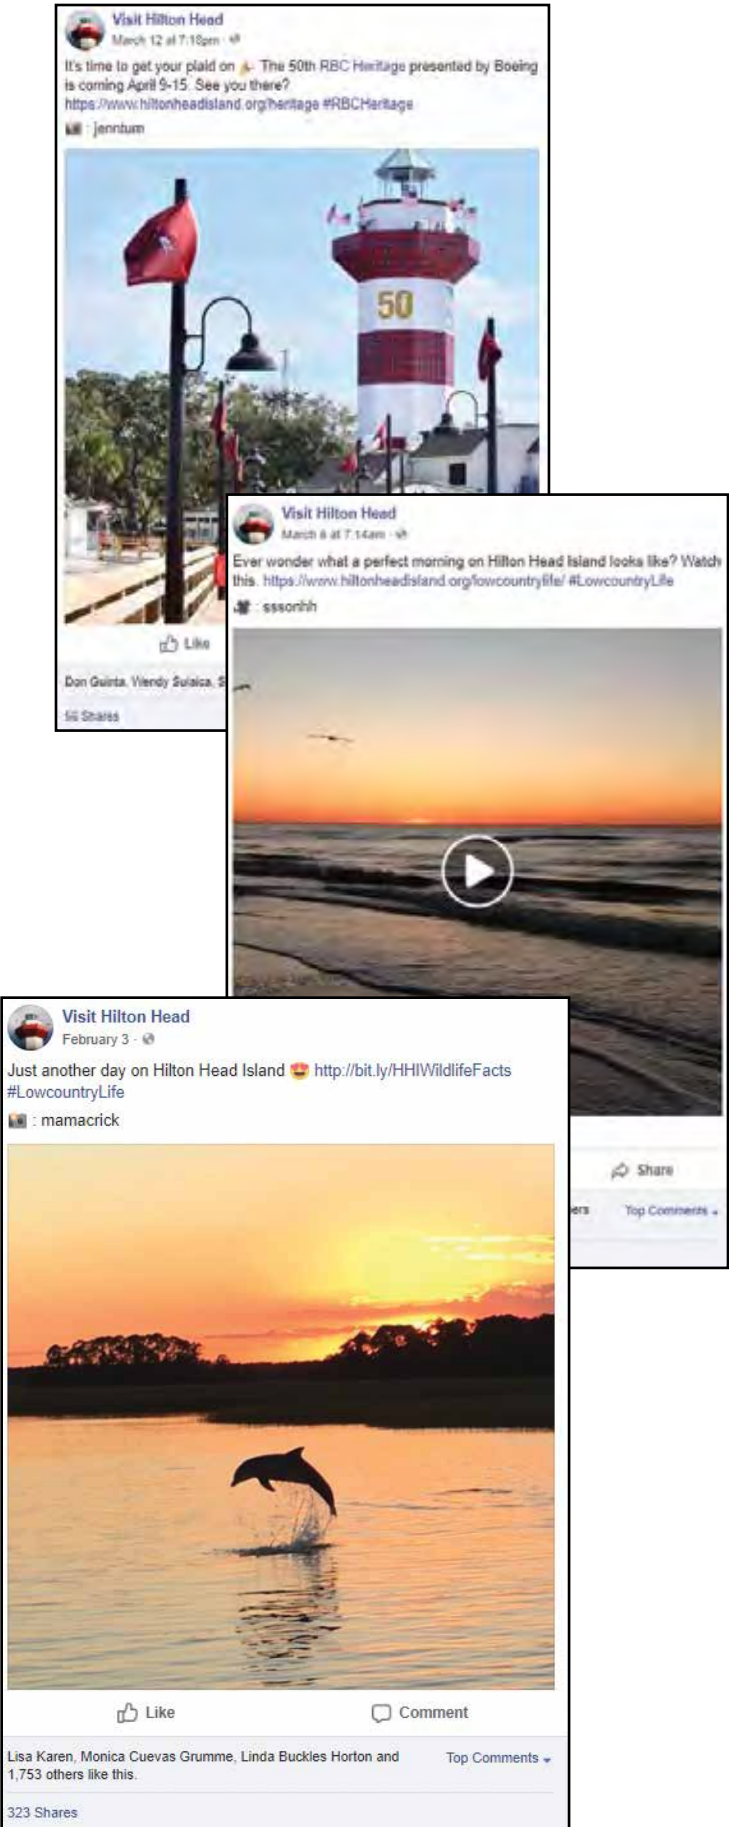 Visit Hilton Head
March 12 at 7:18pm ·
It's time to get your plaid on The 50th RBC Heritage presented by Boeing
is coming April 9-15. See you there?
https://www.hiltonheadisland.org/heritage #RBCHeritage
: jenntum
50
Like
Don Guinta, Wendy
56 Shares
Visit Hilton Head
March 8 at 7:14am ·
Ever wonder what a perfect morning on Hilton Head Island looks like? Watch
this. https://www.hiltonheadisland.org/lowcountrylife/ #LowcountryLife
: sssonhh
Share
ers Top Comments
Visit Hilton Head
February 3 ·
Just another day on Hilton Head Island 😍 http://bit.ly/HHIWildlifeFacts
#LowcountryLife
: mamacrick
Like Comment
Lisa Karen, Monica Cuevas Grumme, Linda Buckles Horton and Top Comments
1,753 others like this.
323 Shares